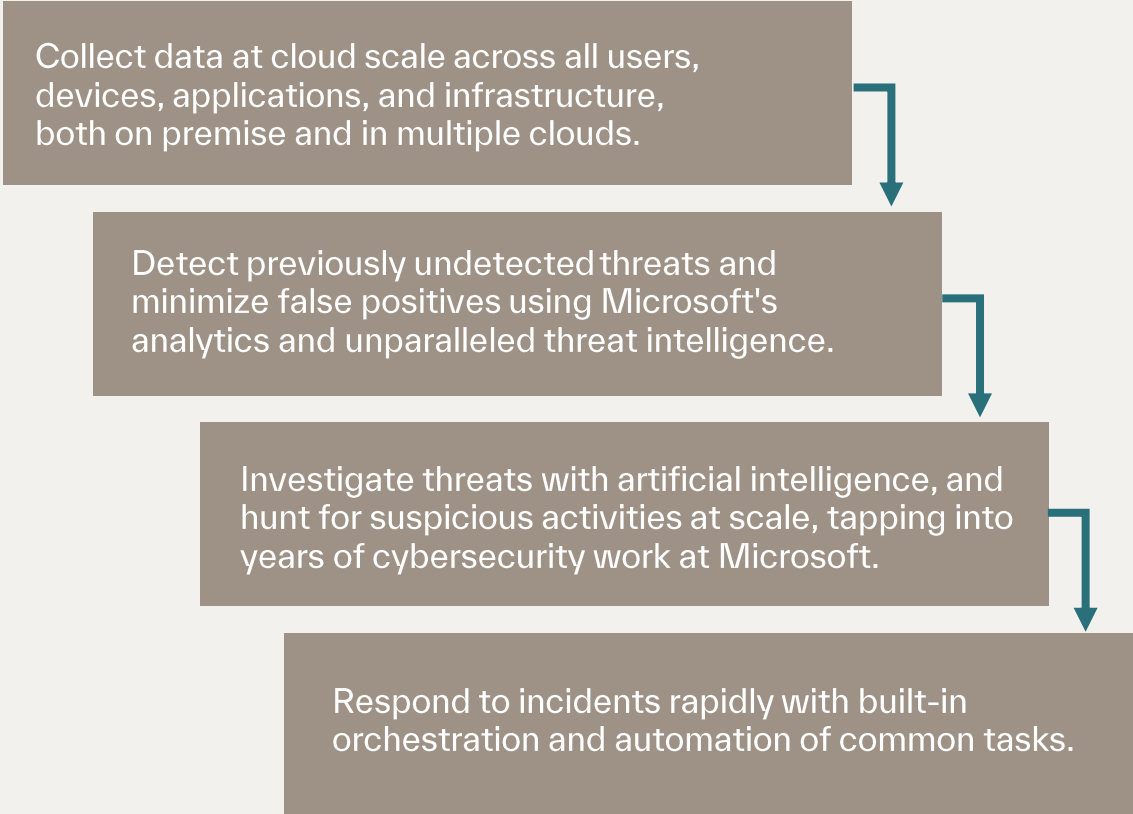 Collect data at cloud scale across all users,
devices, applications, and infrastructure,
both on premise and in multiple clouds.
Detect previously undetected threats and
minimize false positives using Microsoft's
analytics and unparalleled threat intelligence.
Investigate threats with artificial intelligence, and
hunt for suspicious activities at scale, tapping into
years of cybersecurity work at Microsoft.
Respond to incidents rapidly with built-in
orchestration and automation of common tasks.